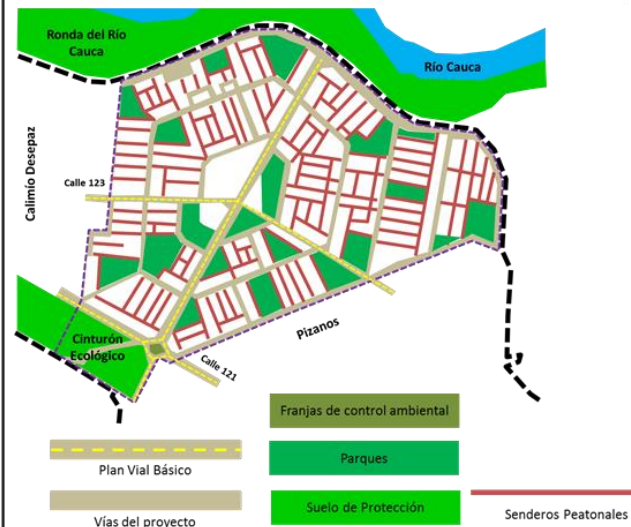 Ronda del Río
Cauca
Río Cauca
Calimio Desepaz
Calle 123
Pizanos
Cinturón
Ecológico
Calle 121
Franjas de control ambiental
Plan Vial Básico
Parques
Vías del proyecto
Suelo de Protección
Senderos Peatonales